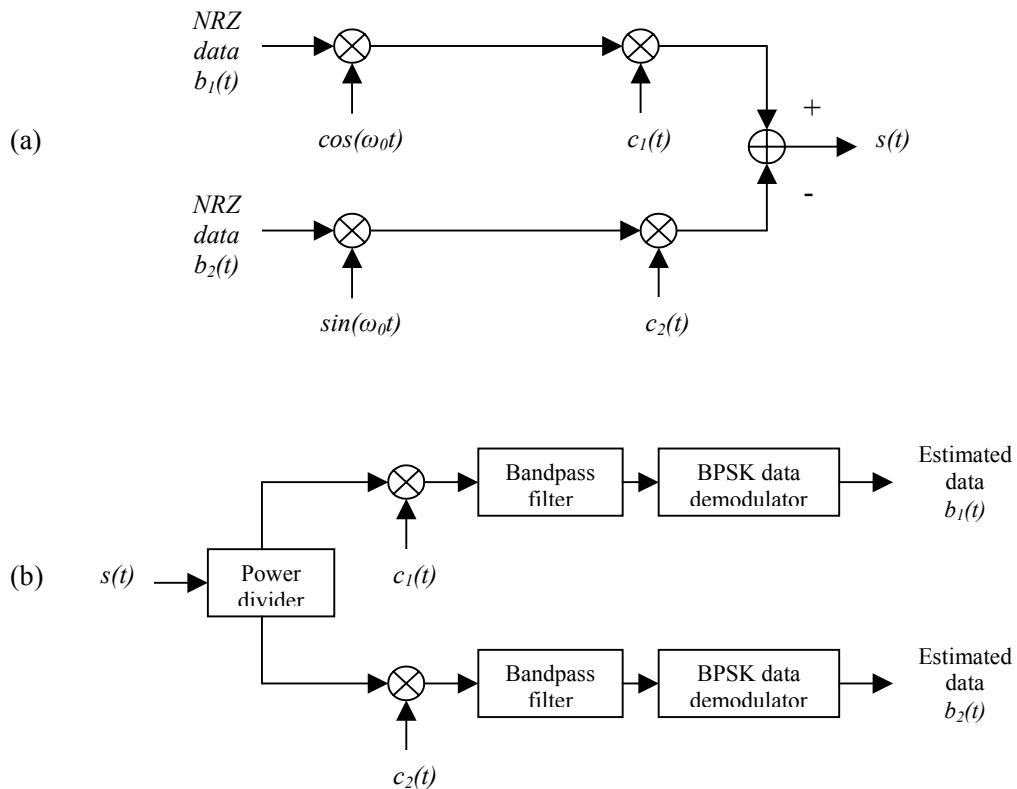 NRZ
data
b₁(t)
cos(ω₀t)
c₁(t)
+
s(t)
(a)
-
NRZ
data
b₂(t)
sin(ω₀t)
c₂(t)
Bandpass
filter
BPSK data
demodulator
Estimated
data
b₁(t)
c₁(t)
(b)
s(t)
Power
divider
Bandpass
filter
BPSK data
demodulator
Estimated
data
b₂(t)
c₂(t)